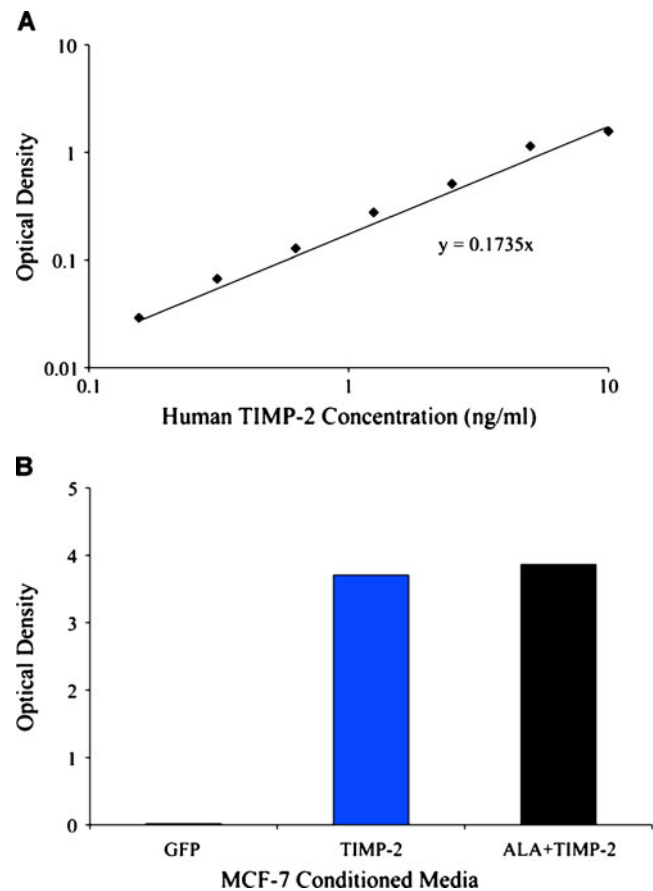 A
10
1
0.1
0.01
Optical Density
y = 0.1735x
0.1 1 10
Human TIMP-2 Concentration (ng/ml)
B
5
4
3
2
1
0
Optical Density
GFP TIMP-2 ALA+TIMP-2
MCF-7 Conditioned Media